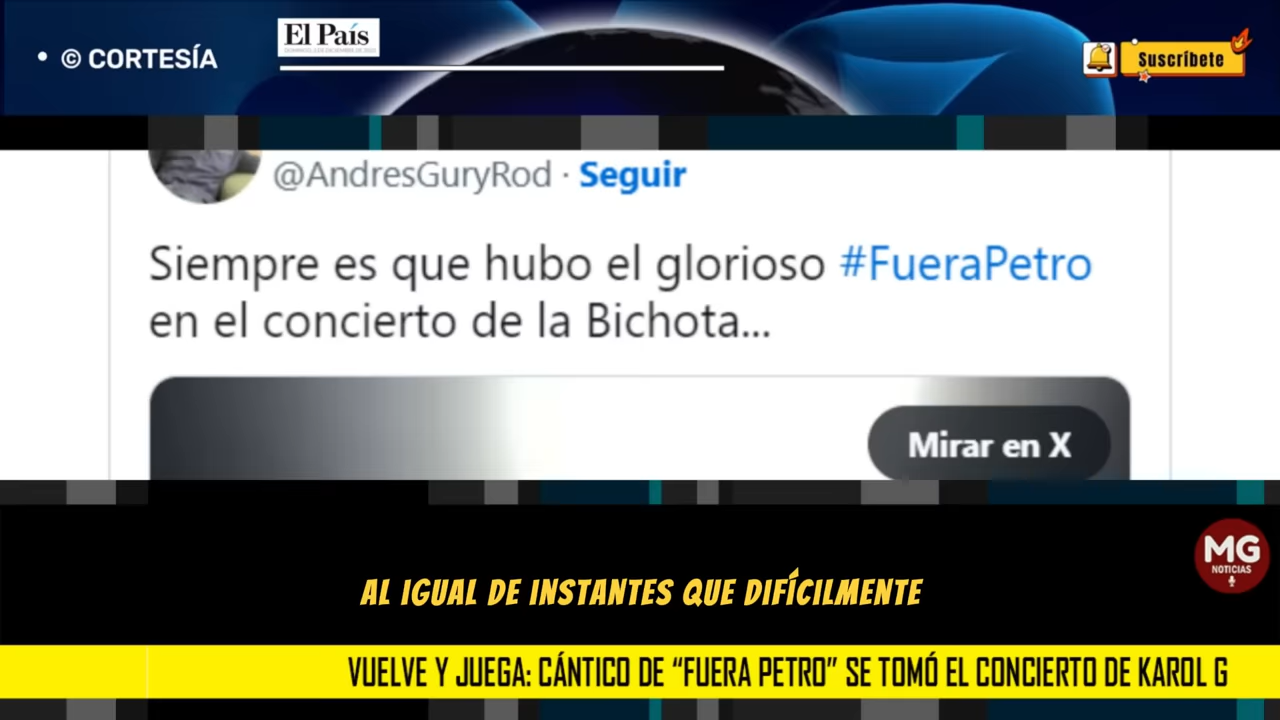 • © CORTESÍA
El País
Suscríbete
@AndresGuryRod · Seguir
Siempre es que hubo el glorioso #FueraPetro
en el concierto de la Bichota...
Mirar en X
MG
NOTICIAS
AL IGUAL DE INSTANTES QUE DIFÍCILMENTE
VUELVE Y JUEGA: CÁNTICO DE “FUERA PETRO” SE TOMÓ EL CONCIERTO DE KAROL G